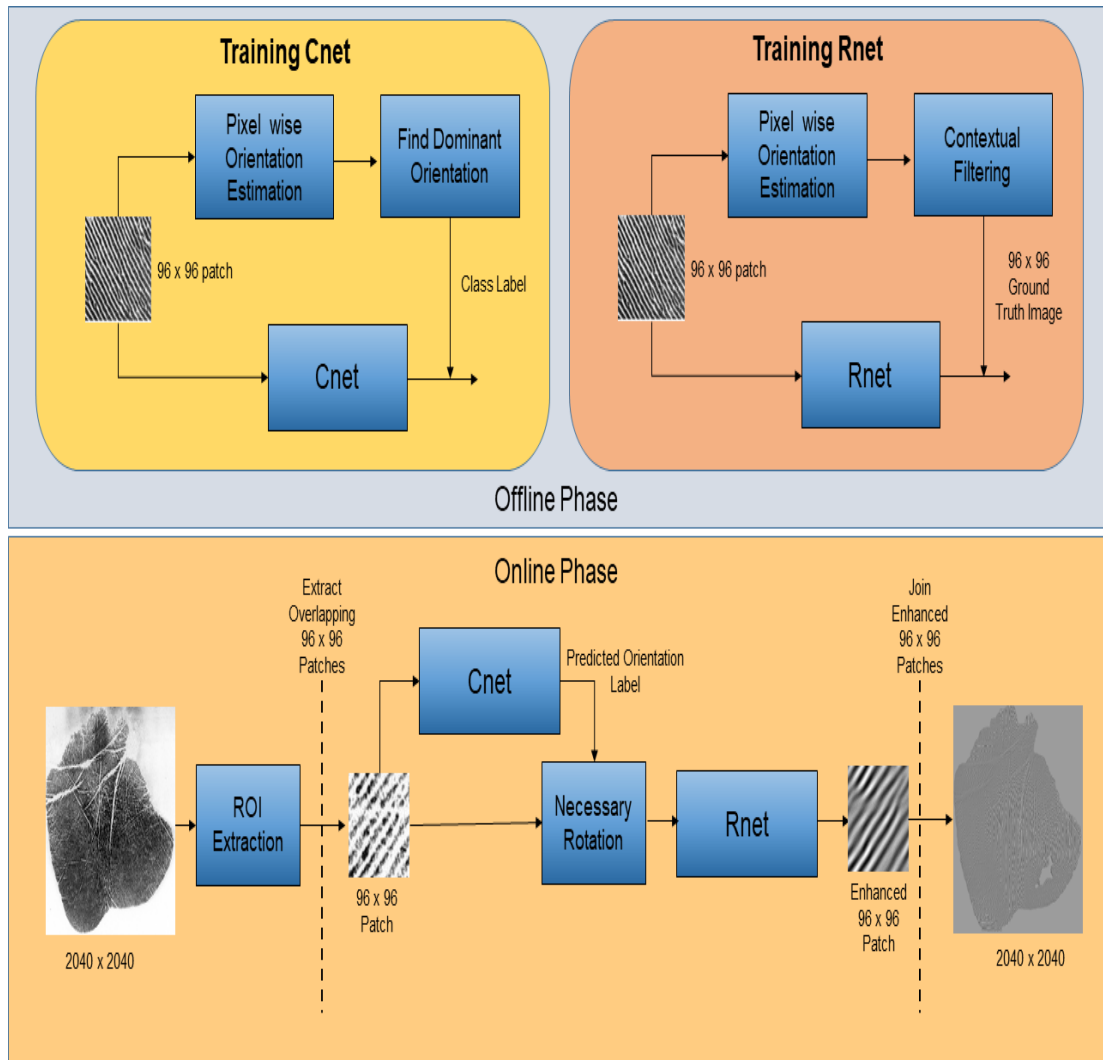 Training Cnet
Pixel wise
Orientation
Estimation
Find Dominant
Orientation
96 x 96 patch
Class Label
Cnet
Training Rnet
Pixel wise
Orientation
Estimation
Contextual
Filtering
96 x 96 patch
96 x 96
Ground
Truth Image
Rnet
Offline Phase
Online Phase
Extract
Overlapping
96 x 96
Patches
Cnet
Predicted Orientation
Label
Join
Enhanced
96 x 96
Patches
ROI
Extraction
Necessary
Rotation
Rnet
96 x 96
Patch
Enhanced
96 x 96
Patch
2040 x 2040
2040 x 2040